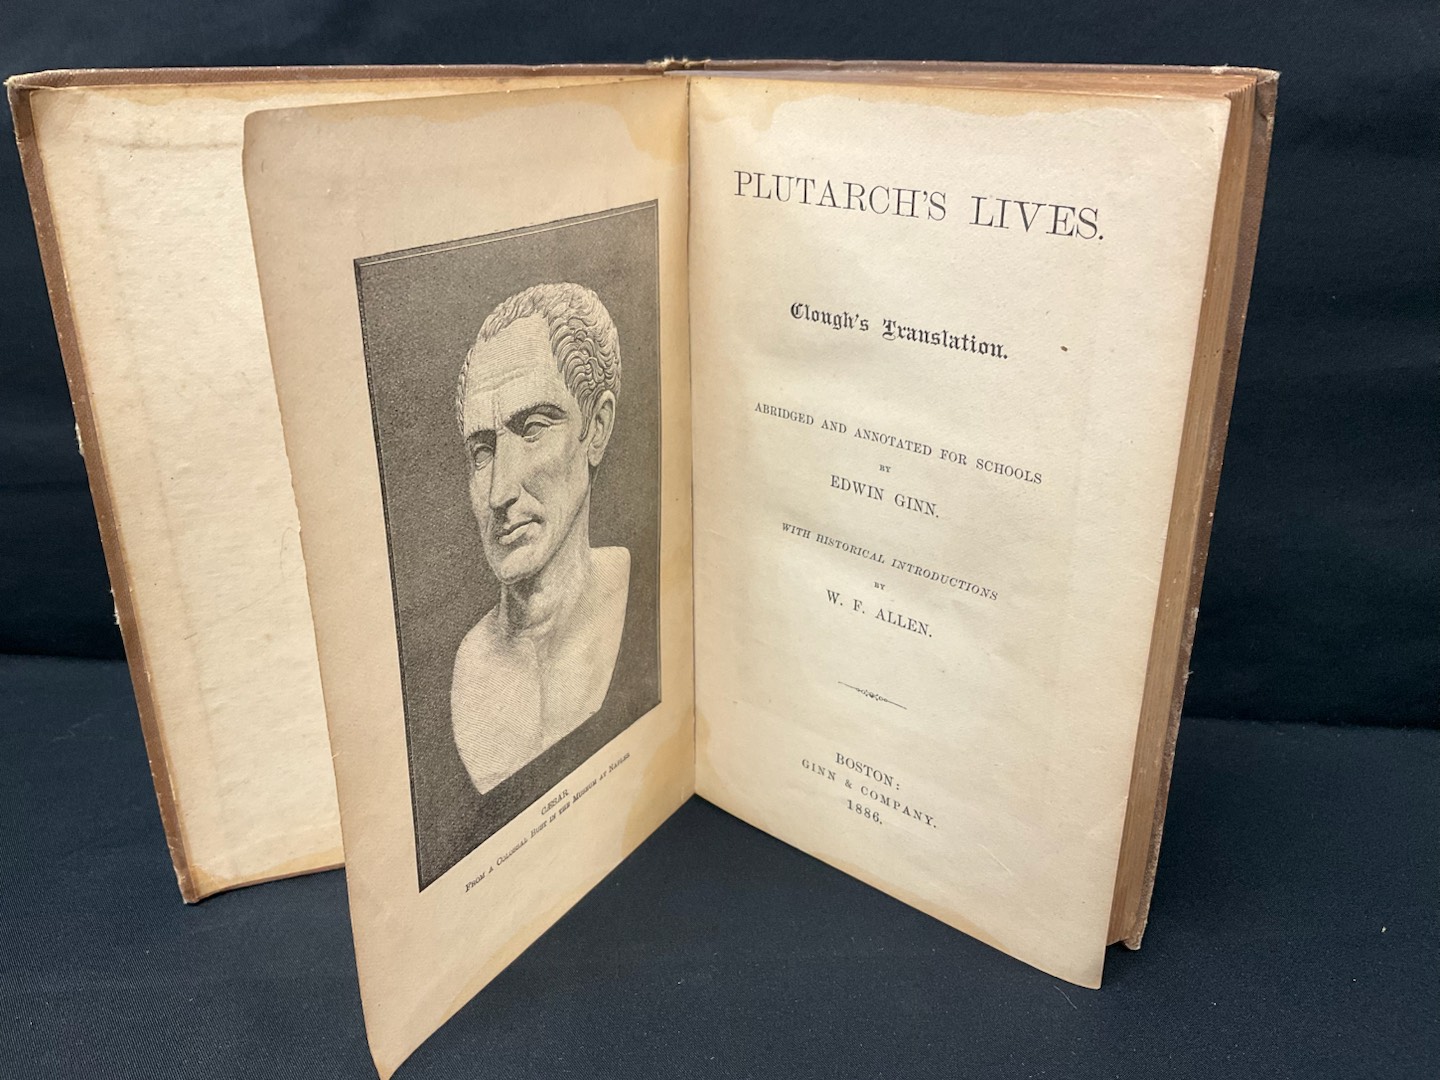 CÆSAR.
FROM A COLOSSAL BUST IN THE MUSEUM AT NAPLES.
PLUTARCH'S LIVES.
Clough's Translation.
ABRIDGED AND ANNOTATED FOR SCHOOLS
BY
EDWIN GINN.
WITH HISTORICAL INTRODUCTIONS
BY
W. F. ALLEN.
BOSTON:
GINN & COMPANY.
1886.